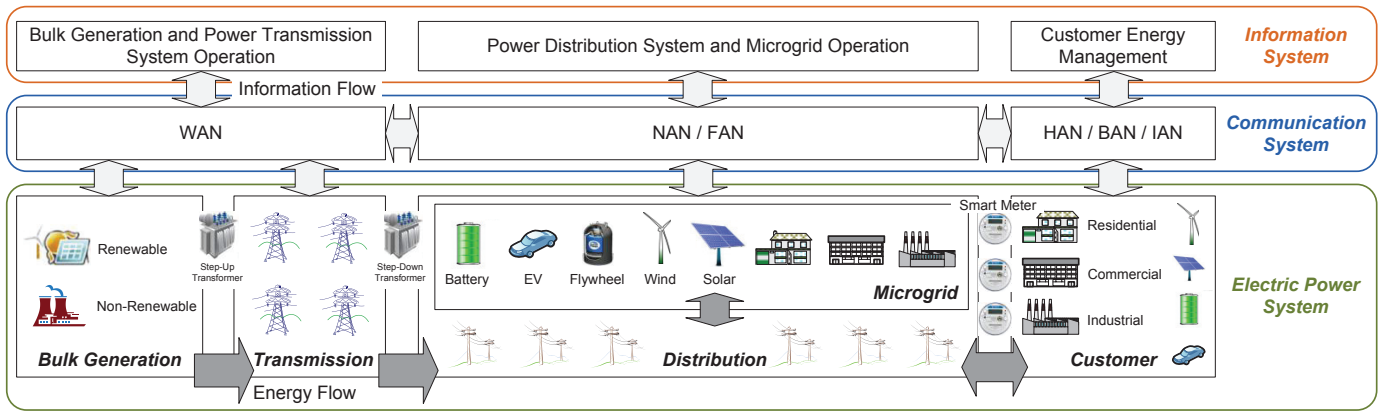 Bulk Generation and Power Transmission
System Operation
Power Distribution System and Microgrid Operation
Customer Energy
Management
Information
System
Information Flow
WAN
NAN / FAN
HAN / BAN / IAN
Communication
System
Renewable
Non-Renewable
Bulk Generation
Step-Up
Transformer
Transmission
Step-Down
Transformer
Energy Flow
Battery
EV
Flywheel
Wind
Solar
Microgrid
Distribution
Smart Meter
Residential
Commercial
Industrial
Customer
Electric Power
System